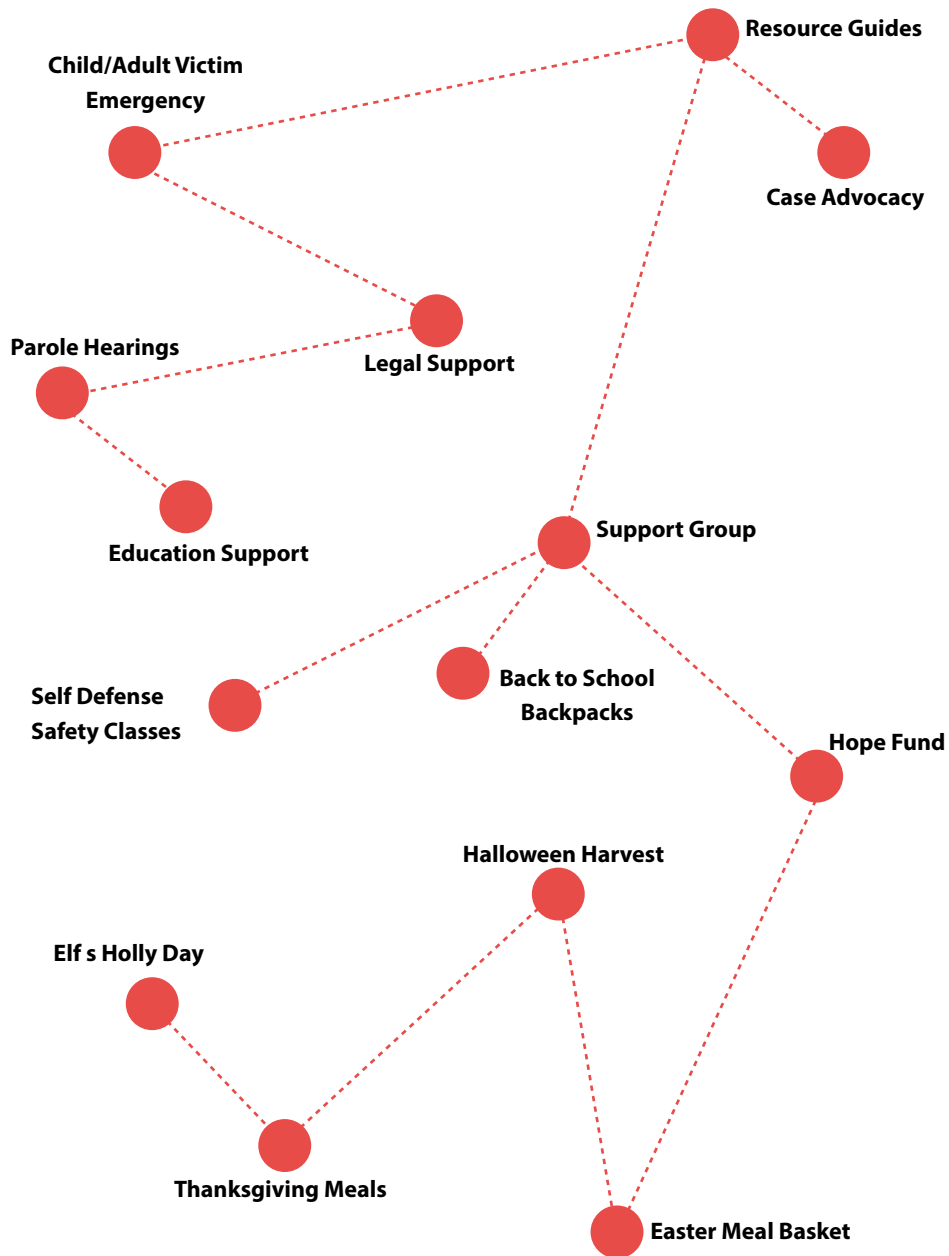 Resource Guides
Child/Adult Victim
Emergency
Case Advocacy
Parole Hearings
Legal Support
Support Group
Education Support
Back to School
Backpacks
Self Defense
Safety Classes
Hope Fund
Halloween Harvest
Elf s Holly Day
Thanksgiving Meals
Easter Meal Basket